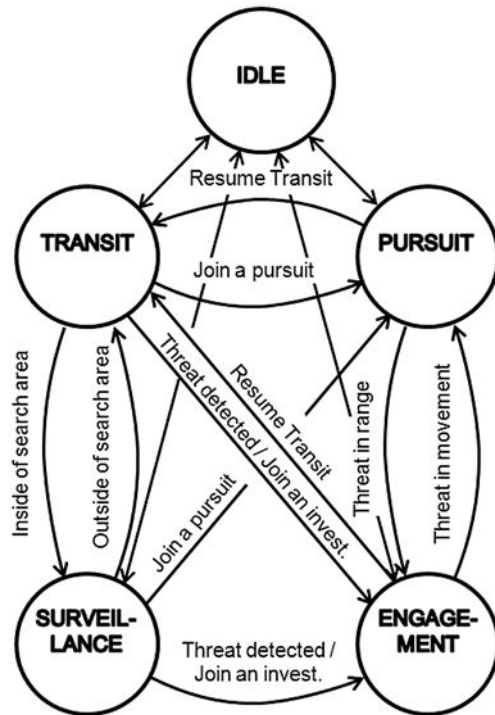 IDLE
Resume Transit
TRANSIT
PURSUIT
Join a pursuit
Inside of search area
Outside of search area
Threat detected / Join an invest.
Resume Transit
Join a pursuit
Threat in range
Threat in movement
SURVEIL-
LANCE
Threat detected /
Join an invest.
ENGAGE-
MENT